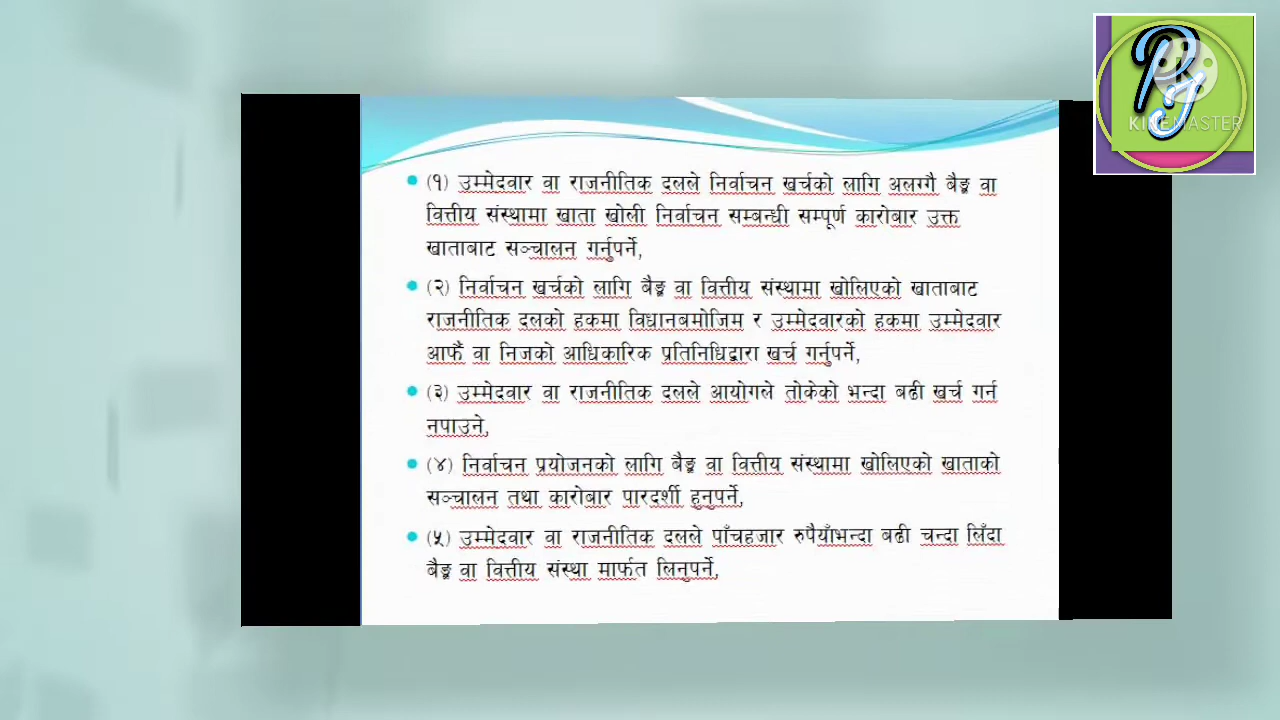 Pg
KINEMASTER
(१) उम्मेदवार वा राजनीतिक दलले निर्वाचन खर्चको लागि अलग्गै बैङ्क वा
वित्तीय संस्थामा खाता खोली निर्वाचन सम्बन्धी सम्पूर्ण कारोबार उक्त
खाताबाट सञ्चालन गर्नुपर्ने,
(२) निर्वाचन खर्चको लागि बैङ्क वा वित्तीय संस्थामा खोलिएको खाताबाट
राजनीतिक दलको हकमा विधानबमोजिम र उम्मेदवारको हकमा उम्मेदवार
आफैँ वा निजको आधिकारिक प्रतिनिधिद्वारा खर्च गर्नुपर्ने,
(३) उम्मेदवार वा राजनीतिक दलले आयोगले तोकेको भन्दा बढी खर्च गर्न
नपाउने,
(४) निर्वाचन प्रयोजनको लागि बैङ्क वा वित्तीय संस्थामा खोलिएको खाताको
सञ्चालन तथा कारोबार पारदर्शी हुनुपर्ने,
(५) उम्मेदवार वा राजनीतिक दलले पाँचहजार रुपैयाँभन्दा बढी चन्दा लिँदा
बैङ्क वा वित्तीय संस्था मार्फत लिनुपर्ने,